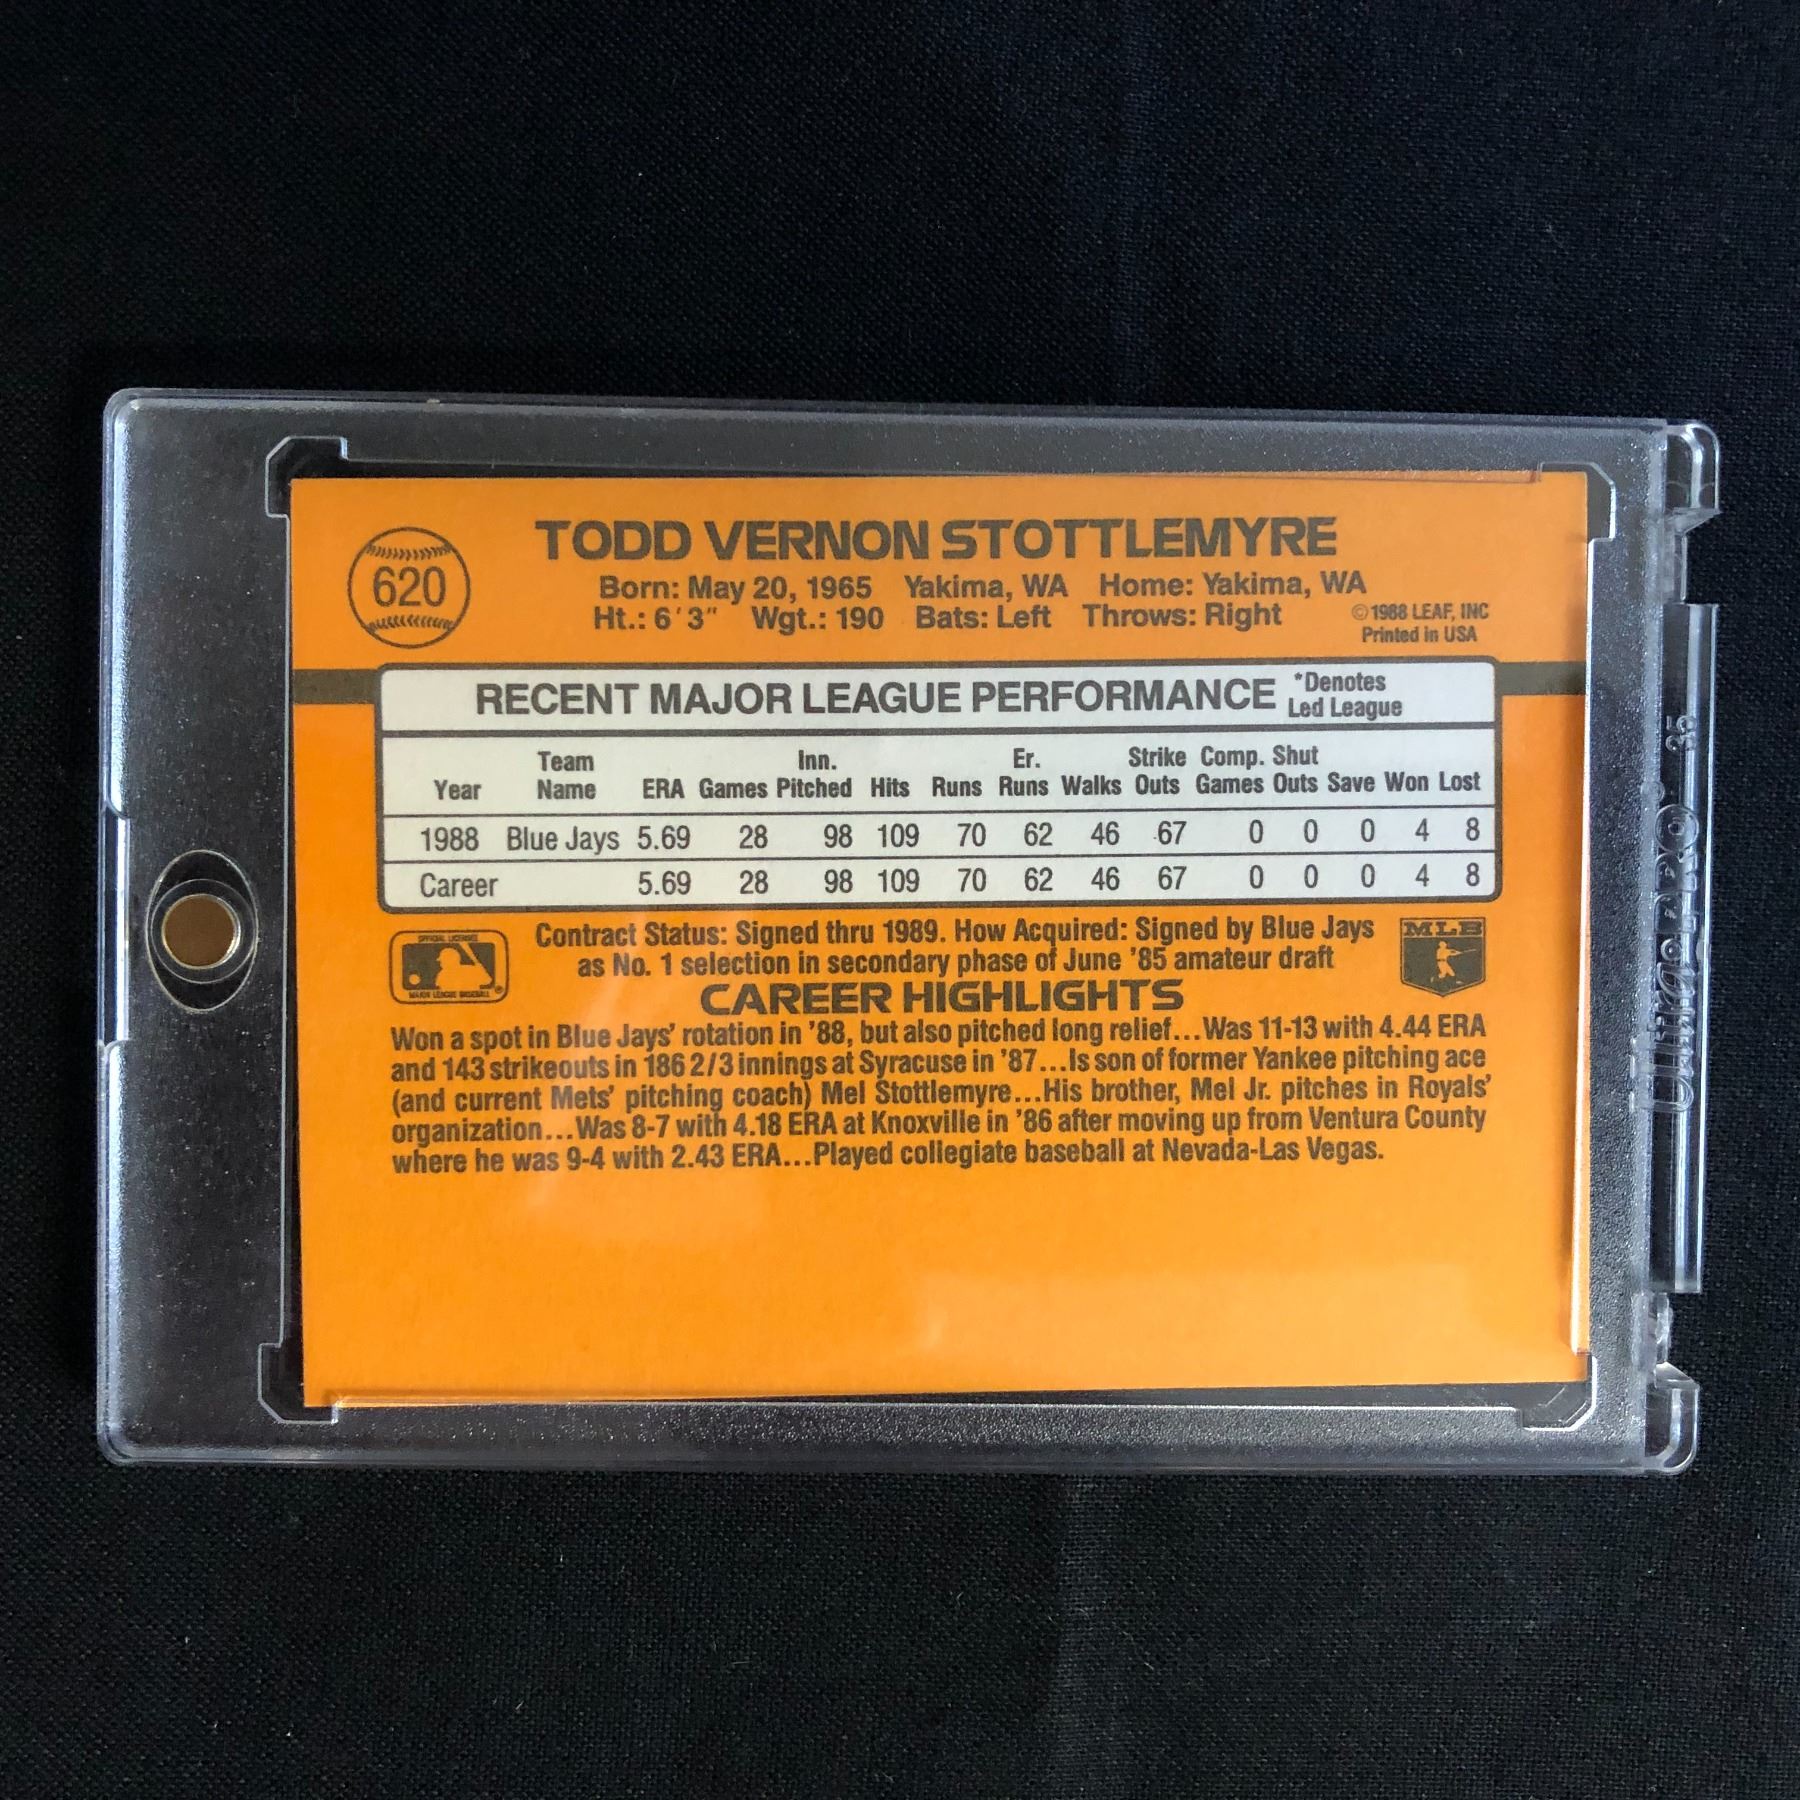 620
TODD VERNON STOTTLEMYRE
Born: May 20, 1965 Yakima, WA Home: Yakima, WA
Ht.: 6'3" Wgt.: 190 Bats: Left Throws: Right
© 1988 LEAF, INC
Printed in USA
RECENT MAJOR LEAGUE PERFORMANCE *Denotes Led League
Year Team Name ERA Games Inn. Pitched Hits Runs Er. Runs Walks Strike Outs Comp. Games Shut Outs Save Won Lost
1988 Blue Jays 5.69 28 98 109 70 62 46 67 0 0 0 4 8
Career 5.69 28 98 109 70 62 46 67 0 0 0 4 8
Contract Status: Signed thru 1989. How Acquired: Signed by Blue Jays
as No. 1 selection in secondary phase of June '85 amateur draft
MLB
CAREER HIGHLIGHTS
Won a spot in Blue Jays' rotation in '88, but also pitched long relief...Was 11-13 with 4.44 ERA
and 143 strikeouts in 186 2/3 innings at Syracuse in '87...Is son of former Yankee pitching ace
(and current Mets' pitching coach) Mel Stottlemyre...His brother, Mel Jr. pitches in Royals'
organization...Was 8-7 with 4.18 ERA at Knoxville in '86 after moving up from Ventura County
where he was 9-4 with 2.43 ERA...Played collegiate baseball at Nevada-Las Vegas.
MAJOR LEAGUE BASEBALL
Ultra PRO 35